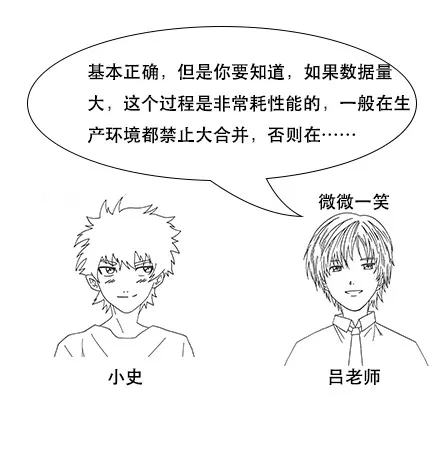 基本正确，但是你要知道，如果数据量
大，这个过程是非常耗性能的，一般在生
产环境都禁止大合并，否则在……
微微一笑
小史
吕老师